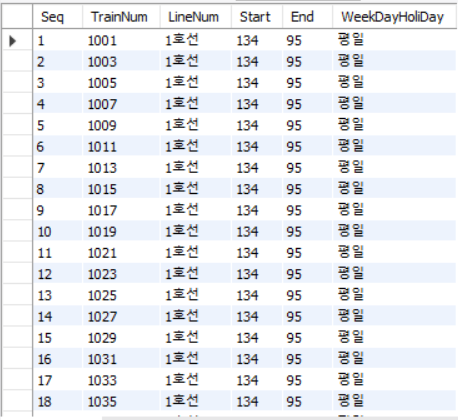 Seq TrainNum LineNum Start End WeekDayHoliDay
1 1001 1호선 134 95 평일
2 1003 1호선 134 95 평일
3 1005 1호선 134 95 평일
4 1007 1호선 134 95 평일
5 1009 1호선 134 95 평일
6 1011 1호선 134 95 평일
7 1013 1호선 134 95 평일
8 1015 1호선 134 95 평일
9 1017 1호선 134 95 평일
10 1019 1호선 134 95 평일
11 1021 1호선 134 95 평일
12 1023 1호선 134 95 평일
13 1025 1호선 134 95 평일
14 1027 1호선 134 95 평일
15 1029 1호선 134 95 평일
16 1031 1호선 134 95 평일
17 1033 1호선 134 95 평일
18 1035 1호선 134 95 평일